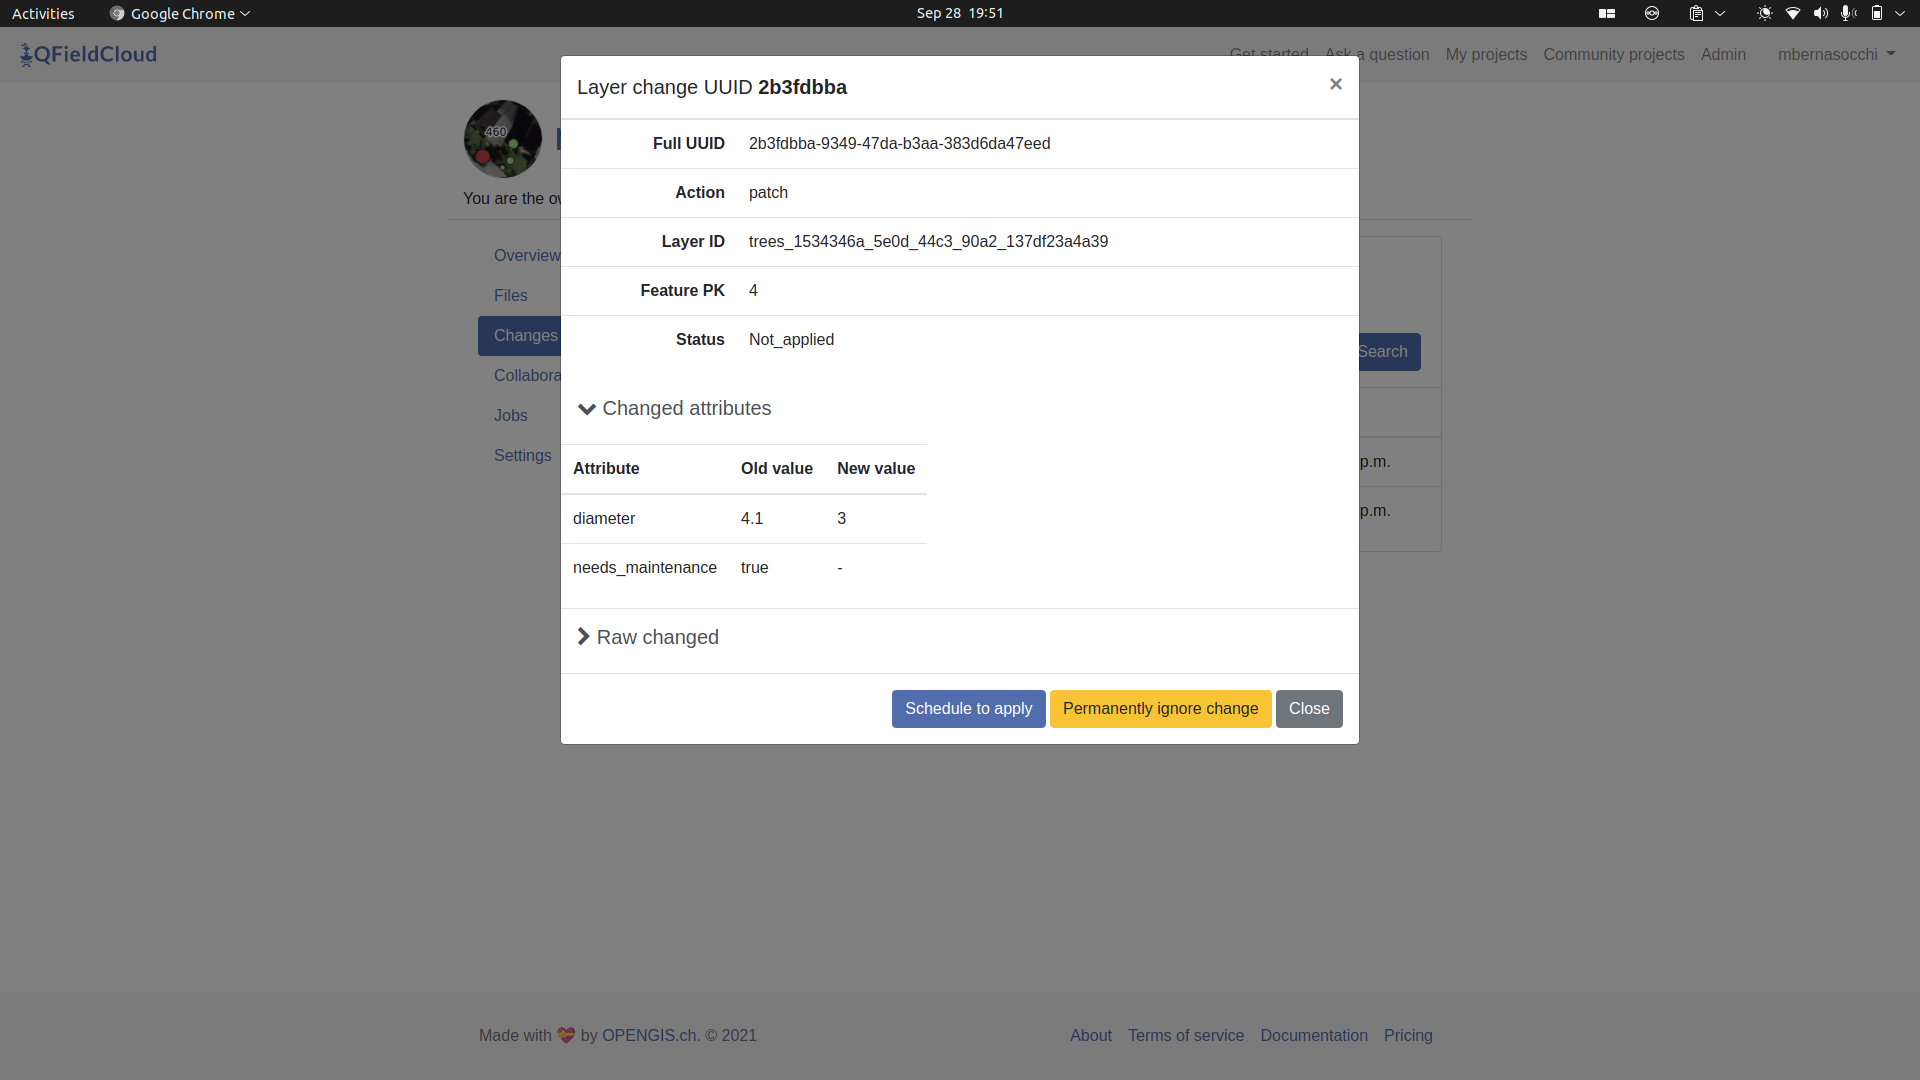 Activities Google Chrome Sep 28 19:51
QFieldCloud Get started Ask a question My projects Community projects Admin mbernasocchi
Layer change UUID 2b3fdbba ×
460
Full UUID 2b3fdbba-9349-47da-b3aa-383d6da47eed
Action patch
You are the
Layer ID trees_1534346a_5e0d_44c3_90a2_137df23a4a39
Overview
Feature PK 4
Files
Changes
Status Not_applied
Search
Collabora
Changed attributes
Jobs
Settings
Attribute Old value New value
p.m.
diameter 4.1 3
p.m.
needs_maintenance true -
Raw changed
Schedule to apply Permanently ignore change Close
Made with 💝 by OPENGIS.ch. © 2021 About Terms of service Documentation Pricing